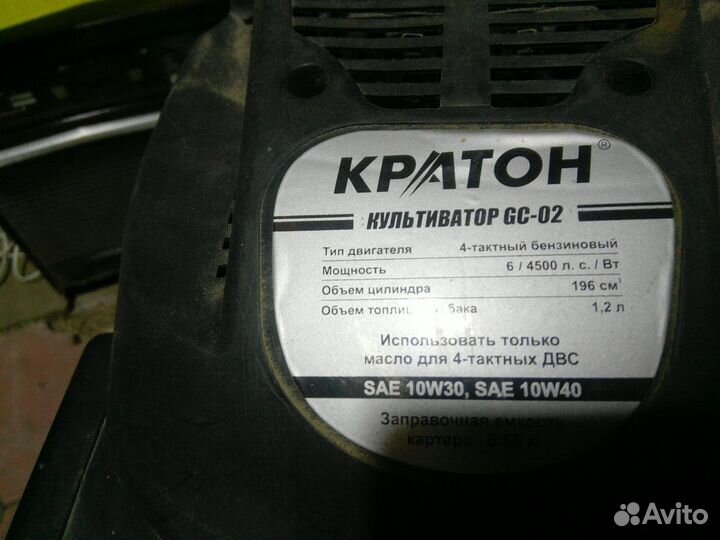 КРАТОН®
КУЛЬТИВАТОР GC-02
Тип двигателя 4-тактный бензиновый
Мощность 6 / 4500 л. с. / Вт
Объем цилиндра 196 см³
Объем бака 1,2 л
Использовать только
масло для 4-тактных ДВС
SAE 10W30, SAE 10W40
Заправочная емкость
картера -
Avito